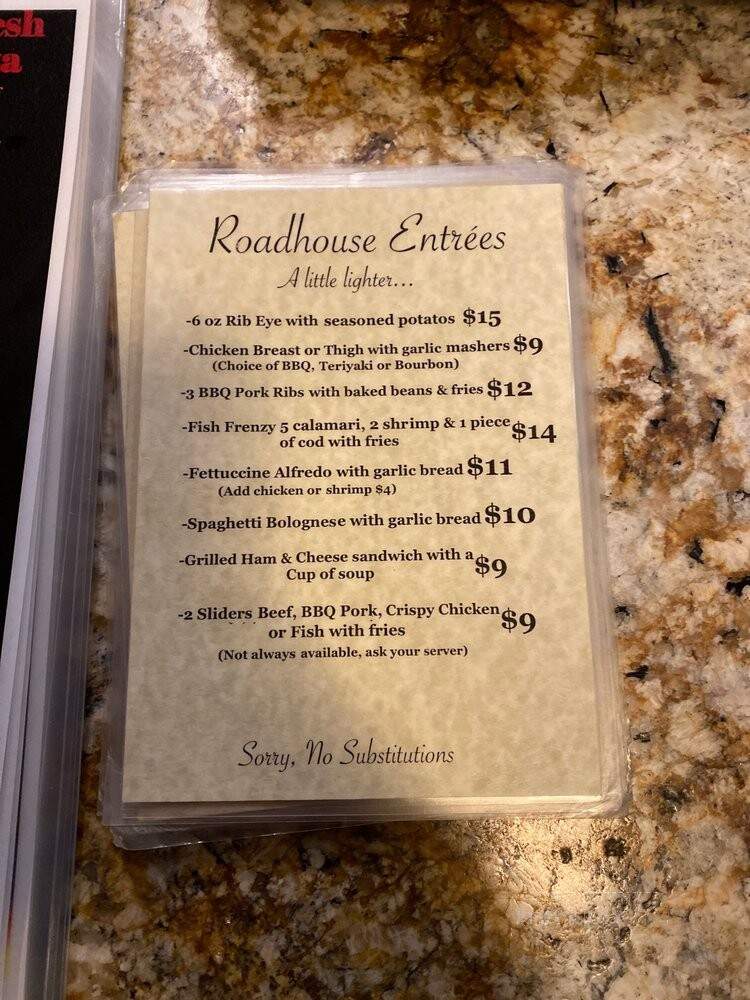 Roadhouse Entrées
A little lighter...
-6 oz Rib Eye with seasoned potatos $15
-Chicken Breast or Thigh with garlic mashers $9
(Choice of BBQ, Teriyaki or Bourbon)
-3 BBQ Pork Ribs with baked beans & fries $12
-Fish Frenzy 5 calamari, 2 shrimp & 1 piece $14
of cod with fries
-Fettuccine Alfredo with garlic bread $11
(Add chicken or shrimp $4)
-Spaghetti Bolognese with garlic bread $10
-Grilled Ham & Cheese sandwich with a $9
Cup of soup
-2 Sliders Beef, BBQ Pork, Crispy Chicken $9
or Fish with fries
(Not always available, ask your server)
Sorry, No Substitutions